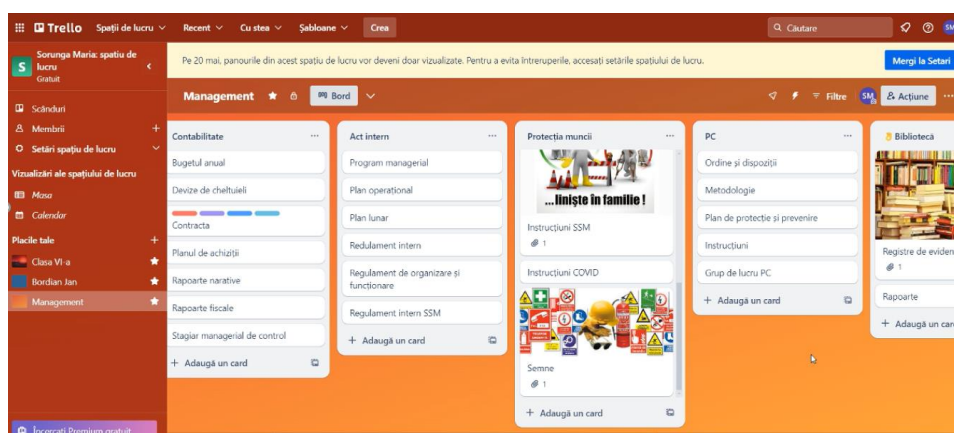 Trello
Spații de lucru
Recent
Cu stea
Șabloane
Crea
Căutare
SM
S
Sorunga Maria: spatiu de
lucru
Gratuit
Pe 20 mai, panourile din acest spațiu de lucru vor deveni doar vizualizate. Pentru a evita întreruperile, accesați setările spațiului de lucru.
Mergi la Setari
Management
Bord
Filtre
SM
Acțiune
Scânduri
Membrii
Setări spațiu de lucru
Vizualizări ale spațiului de lucru
Masa
Calendar
Placile tale
Clasa VI-a
Bordian Jan
Management
Încercați Premium gratuit
Contabilitate
Bugetul anual
Devize de cheltuieli
Contracta
Planul de achiziții
Rapoarte narative
Rapoarte fiscale
Stagiar managerial de control
+ Adaugă un card
Act intern
Program managerial
Plan operațional
Plan lunar
Redulament intern
Regulament de organizare și
funcționare
Regulament intern SSM
+ Adaugă un card
Protecția muncii
...liniște în familie !
Instrucțiuni SSM
1
Instrucțiuni COVID
Semne
1
+ Adaugă un card
PC
Ordine și dispoziții
Metodologie
Plan de protecție și prevenire
Instrucțiuni
Grup de lucru PC
+ Adaugă un card
Bibliotecă
Registre de eviden
1
Rapoarte
+ Adaugă un car